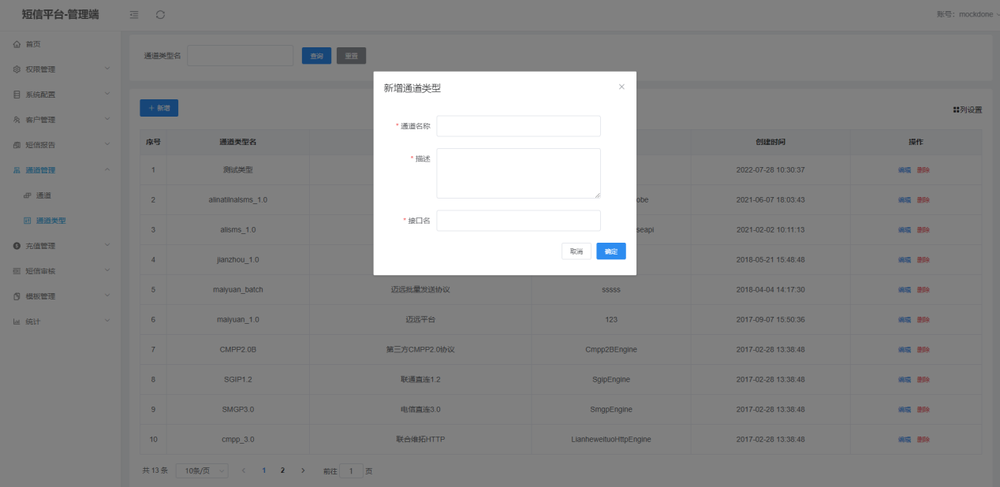 短信平台-管理端
账号：mockdone
首页
权限管理
系统配置
客户管理
短信报告
通道管理
通道
通道类型
充值管理
短信审核
模板管理
统计
通道类型名
查询 重置
+ 新增
列设置
新增通道类型
* 通道名称
* 描述
* 接口名
取消 确定
序号 通道类型名 创建时间 操作
1 测试类型 2022-07-28 10:30:37 编辑 删除
2 alinatilnaisms_1.0 obe 2021-06-07 18:03:43 编辑 删除
3 alisms_1.0 seapi 2021-02-02 10:11:13 编辑 删除
4 jianzhou_1.0 2018-05-21 15:48:48 编辑 删除
5 maiyuan_batch 迈远批量发送协议 sssss 2018-04-04 14:17:30 编辑 删除
6 maiyuan_1.0 迈远平台 123 2017-09-07 15:50:36 编辑 删除
7 CMPP2.0B 第三方CMPP2.0协议 Cmpp2BEngine 2017-02-28 13:38:48 编辑 删除
8 SGIP1.2 联通直连1.2 SgipEngine 2017-02-28 13:38:48 编辑 删除
9 SMGP3.0 电信直连3.0 SmgpEngine 2017-02-28 13:38:48 编辑 删除
10 cmpp_3.0 联合维拓HTTP LianheweituoHttpEngine 2017-02-28 13:38:48 编辑 删除
共 13 条 10条/页 1 2 前往 1 页